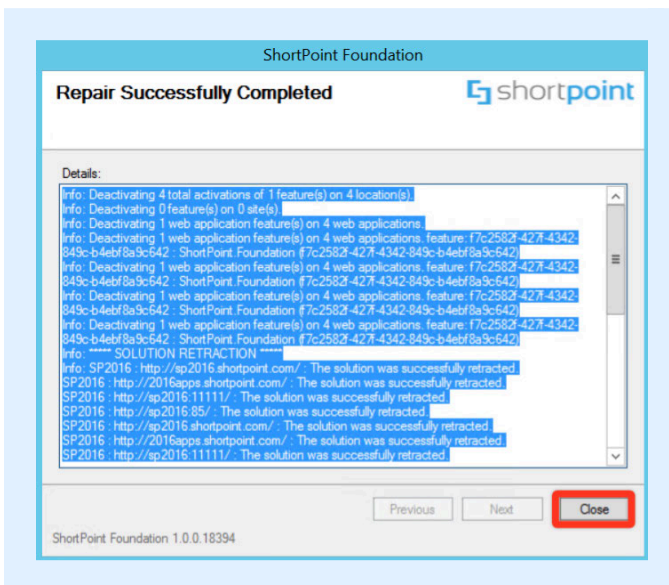 ShortPoint Foundation
Repair Successfully Completed
shortpoint
Details:
Info: Deactivating 4 total activations of 1 feature(s) on 4 location(s).
Info: Deactivating 0 feature(s) on 0 site(s).
Info: Deactivating 1 web application feature(s) on 4 web applications.
Info: Deactivating 1 web application feature(s) on 4 web applications. feature: f7c2582f-427f-4342-
849c-b4ebf8a9c642 : ShortPoint.Foundation (f7c2582f-427f-4342-849c-b4ebf8a9c642)
Info: Deactivating 1 web application feature(s) on 4 web applications. feature: f7c2582f-427f-4342-
849c-b4ebf8a9c642 : ShortPoint.Foundation (f7c2582f-427f-4342-849c-b4ebf8a9c642)
Info: Deactivating 1 web application feature(s) on 4 web applications. feature: f7c2582f-427f-4342-
849c-b4ebf8a9c642 : ShortPoint.Foundation (f7c2582f-427f-4342-849c-b4ebf8a9c642)
Info: Deactivating 1 web application feature(s) on 4 web applications. feature: f7c2582f-427f-4342-
849c-b4ebf8a9c642 : ShortPoint.Foundation (f7c2582f-427f-4342-849c-b4ebf8a9c642)
Info: ***** SOLUTION RETRACTION *****
Info: SP2016 : http://sp2016.shortpoint.com/ : The solution was successfully retracted.
SP2016 : http://2016apps.shortpoint.com/ : The solution was successfully retracted.
SP2016 : http://sp2016:11111/ : The solution was successfully retracted.
SP2016 : http://sp2016:85/ : The solution was successfully retracted.
SP2016 : http://sp2016.shortpoint.com/ : The solution was successfully retracted.
SP2016 : http://2016apps.shortpoint.com/ : The solution was successfully retracted.
SP2016 : http://sp2016:11111/ : The solution was successfully retracted.
Previous
Next
Close
ShortPoint Foundation 1.0.0.18394